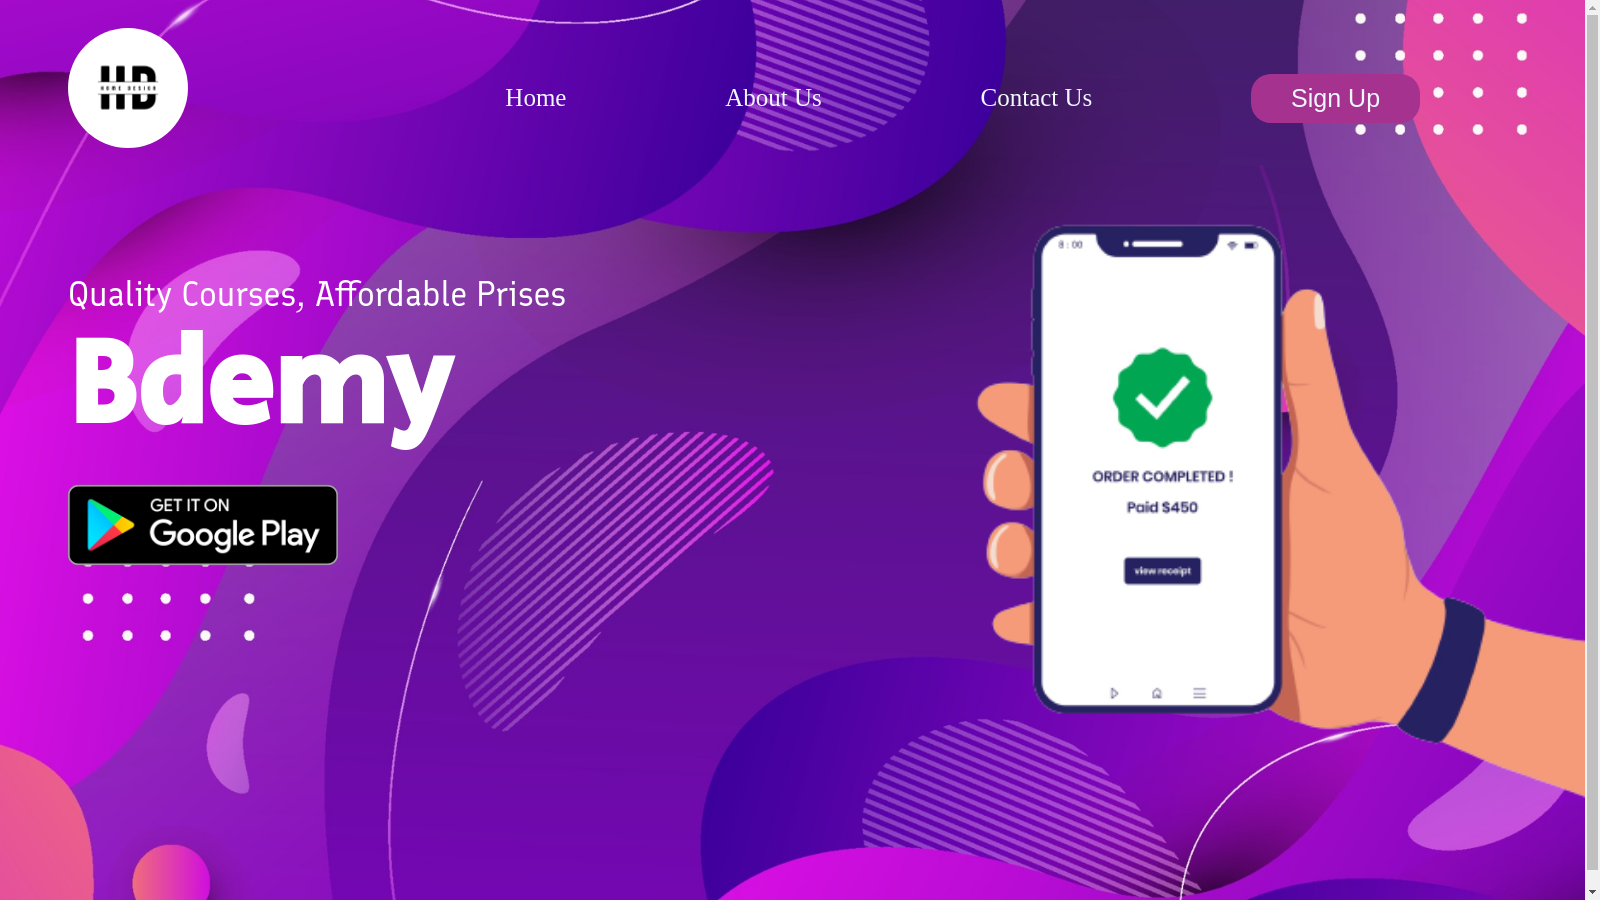 HD
HOME DESIGN
Home
About Us
Contact Us
Sign Up
Quality Courses, Affordable Prises
Bdemy
GET IT ON
Google Play
8:00
ORDER COMPLETED !
Paid $450
view receipt